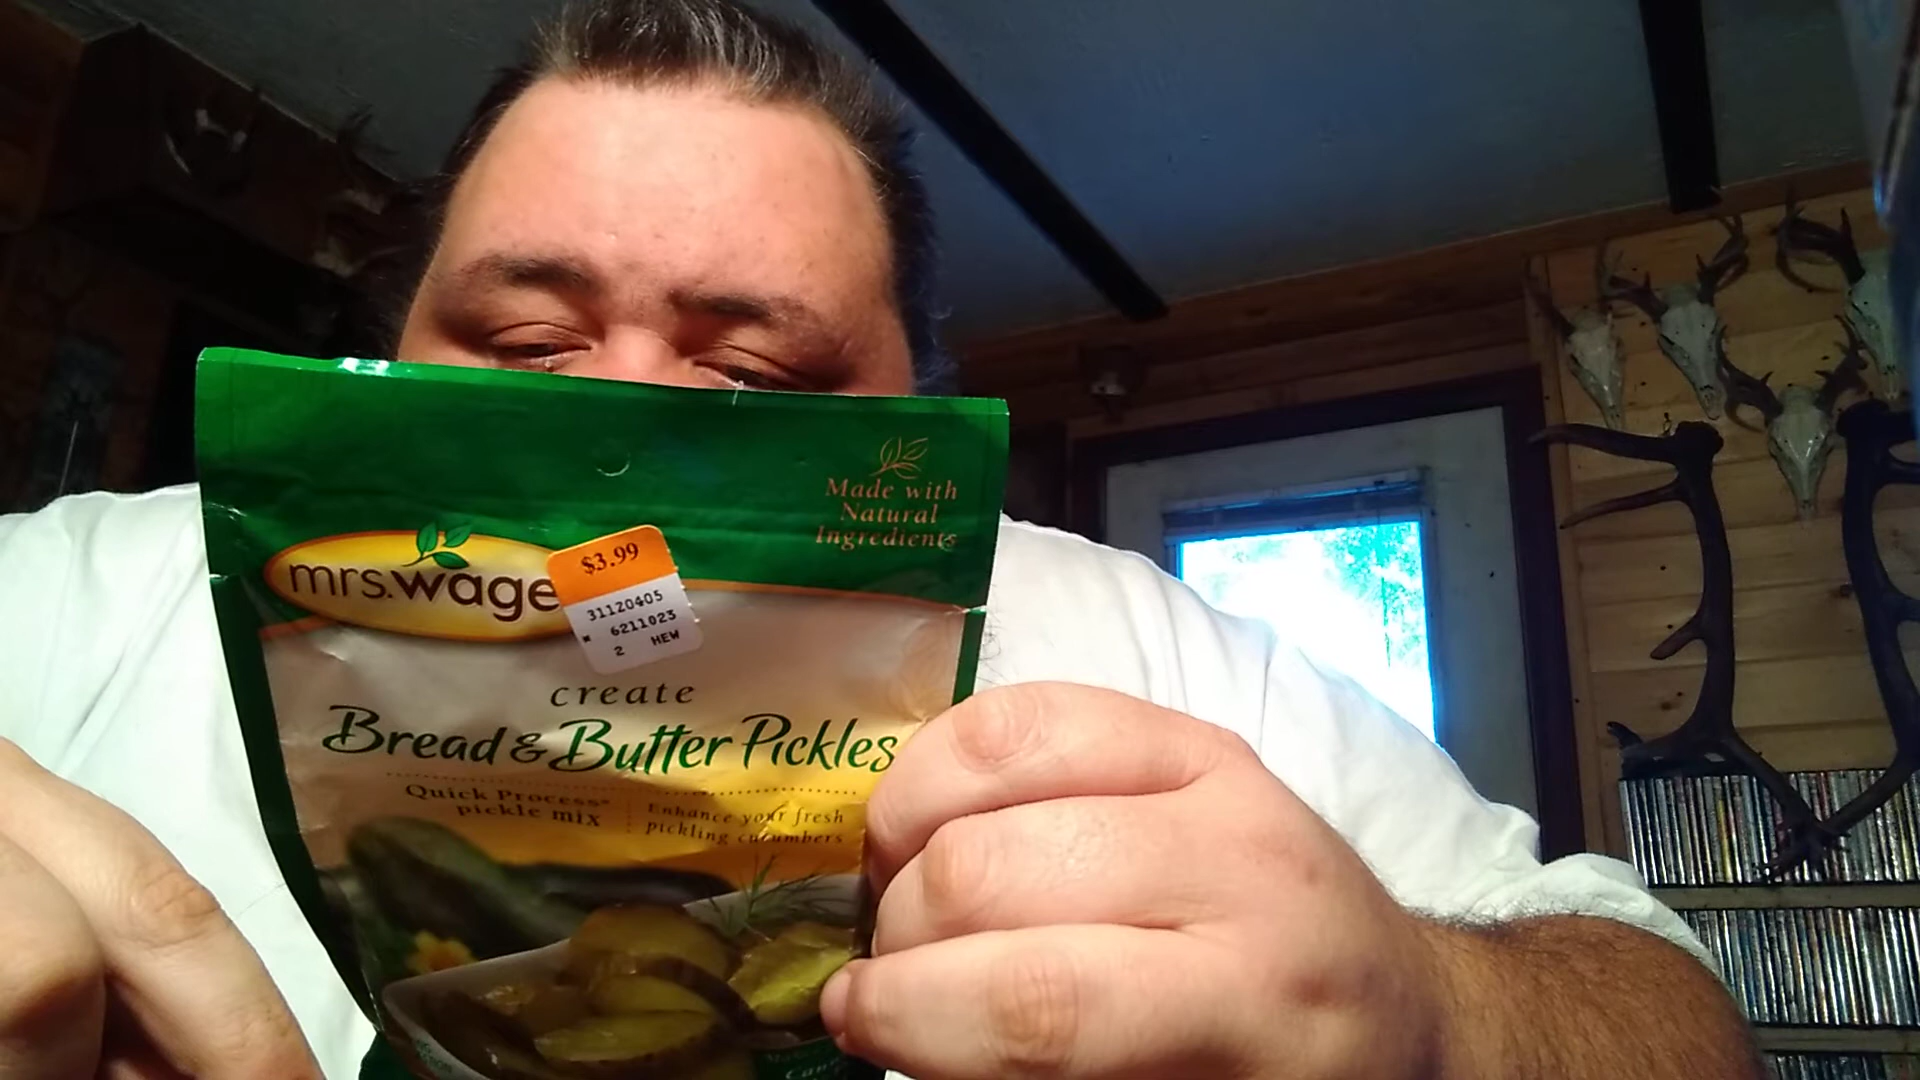 Made with
Natural
Ingredients
mrs.wage
$3.99
31120405
6211023
2 HEW
create
Bread & Butter Pickles
Quick Process®
pickle mix
Enhance your fresh
pickling cucumbers